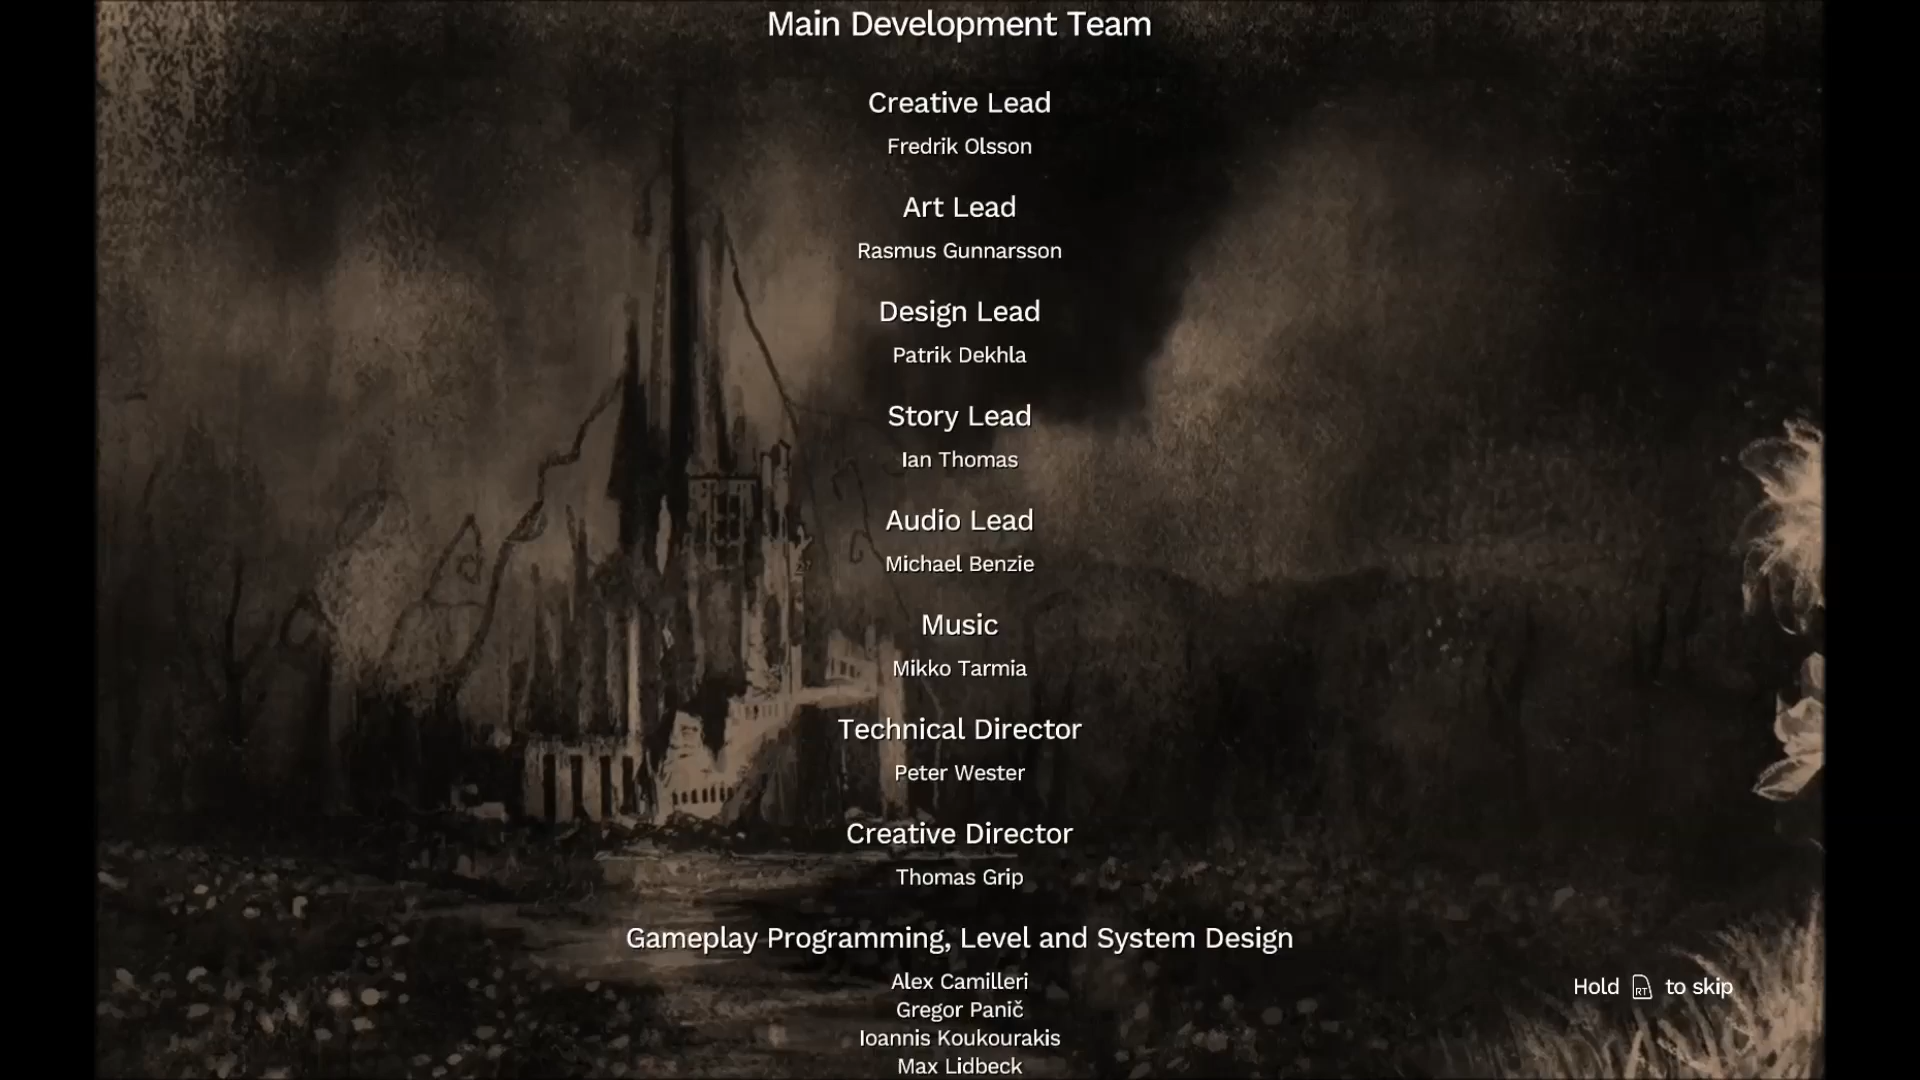 Main Development Team
Creative Lead
Fredrik Olsson
Art Lead
Rasmus Gunnarsson
Design Lead
Patrik Dekhla
Story Lead
Ian Thomas
Audio Lead
Michael Benzie
Music
Mikko Tarmia
Technical Director
Peter Wester
Creative Director
Thomas Grip
Gameplay Programming, Level and System Design
Alex Camilleri
Gregor Panič
Ioannis Koukourakis
Max Lidbeck
Hold RT to skip